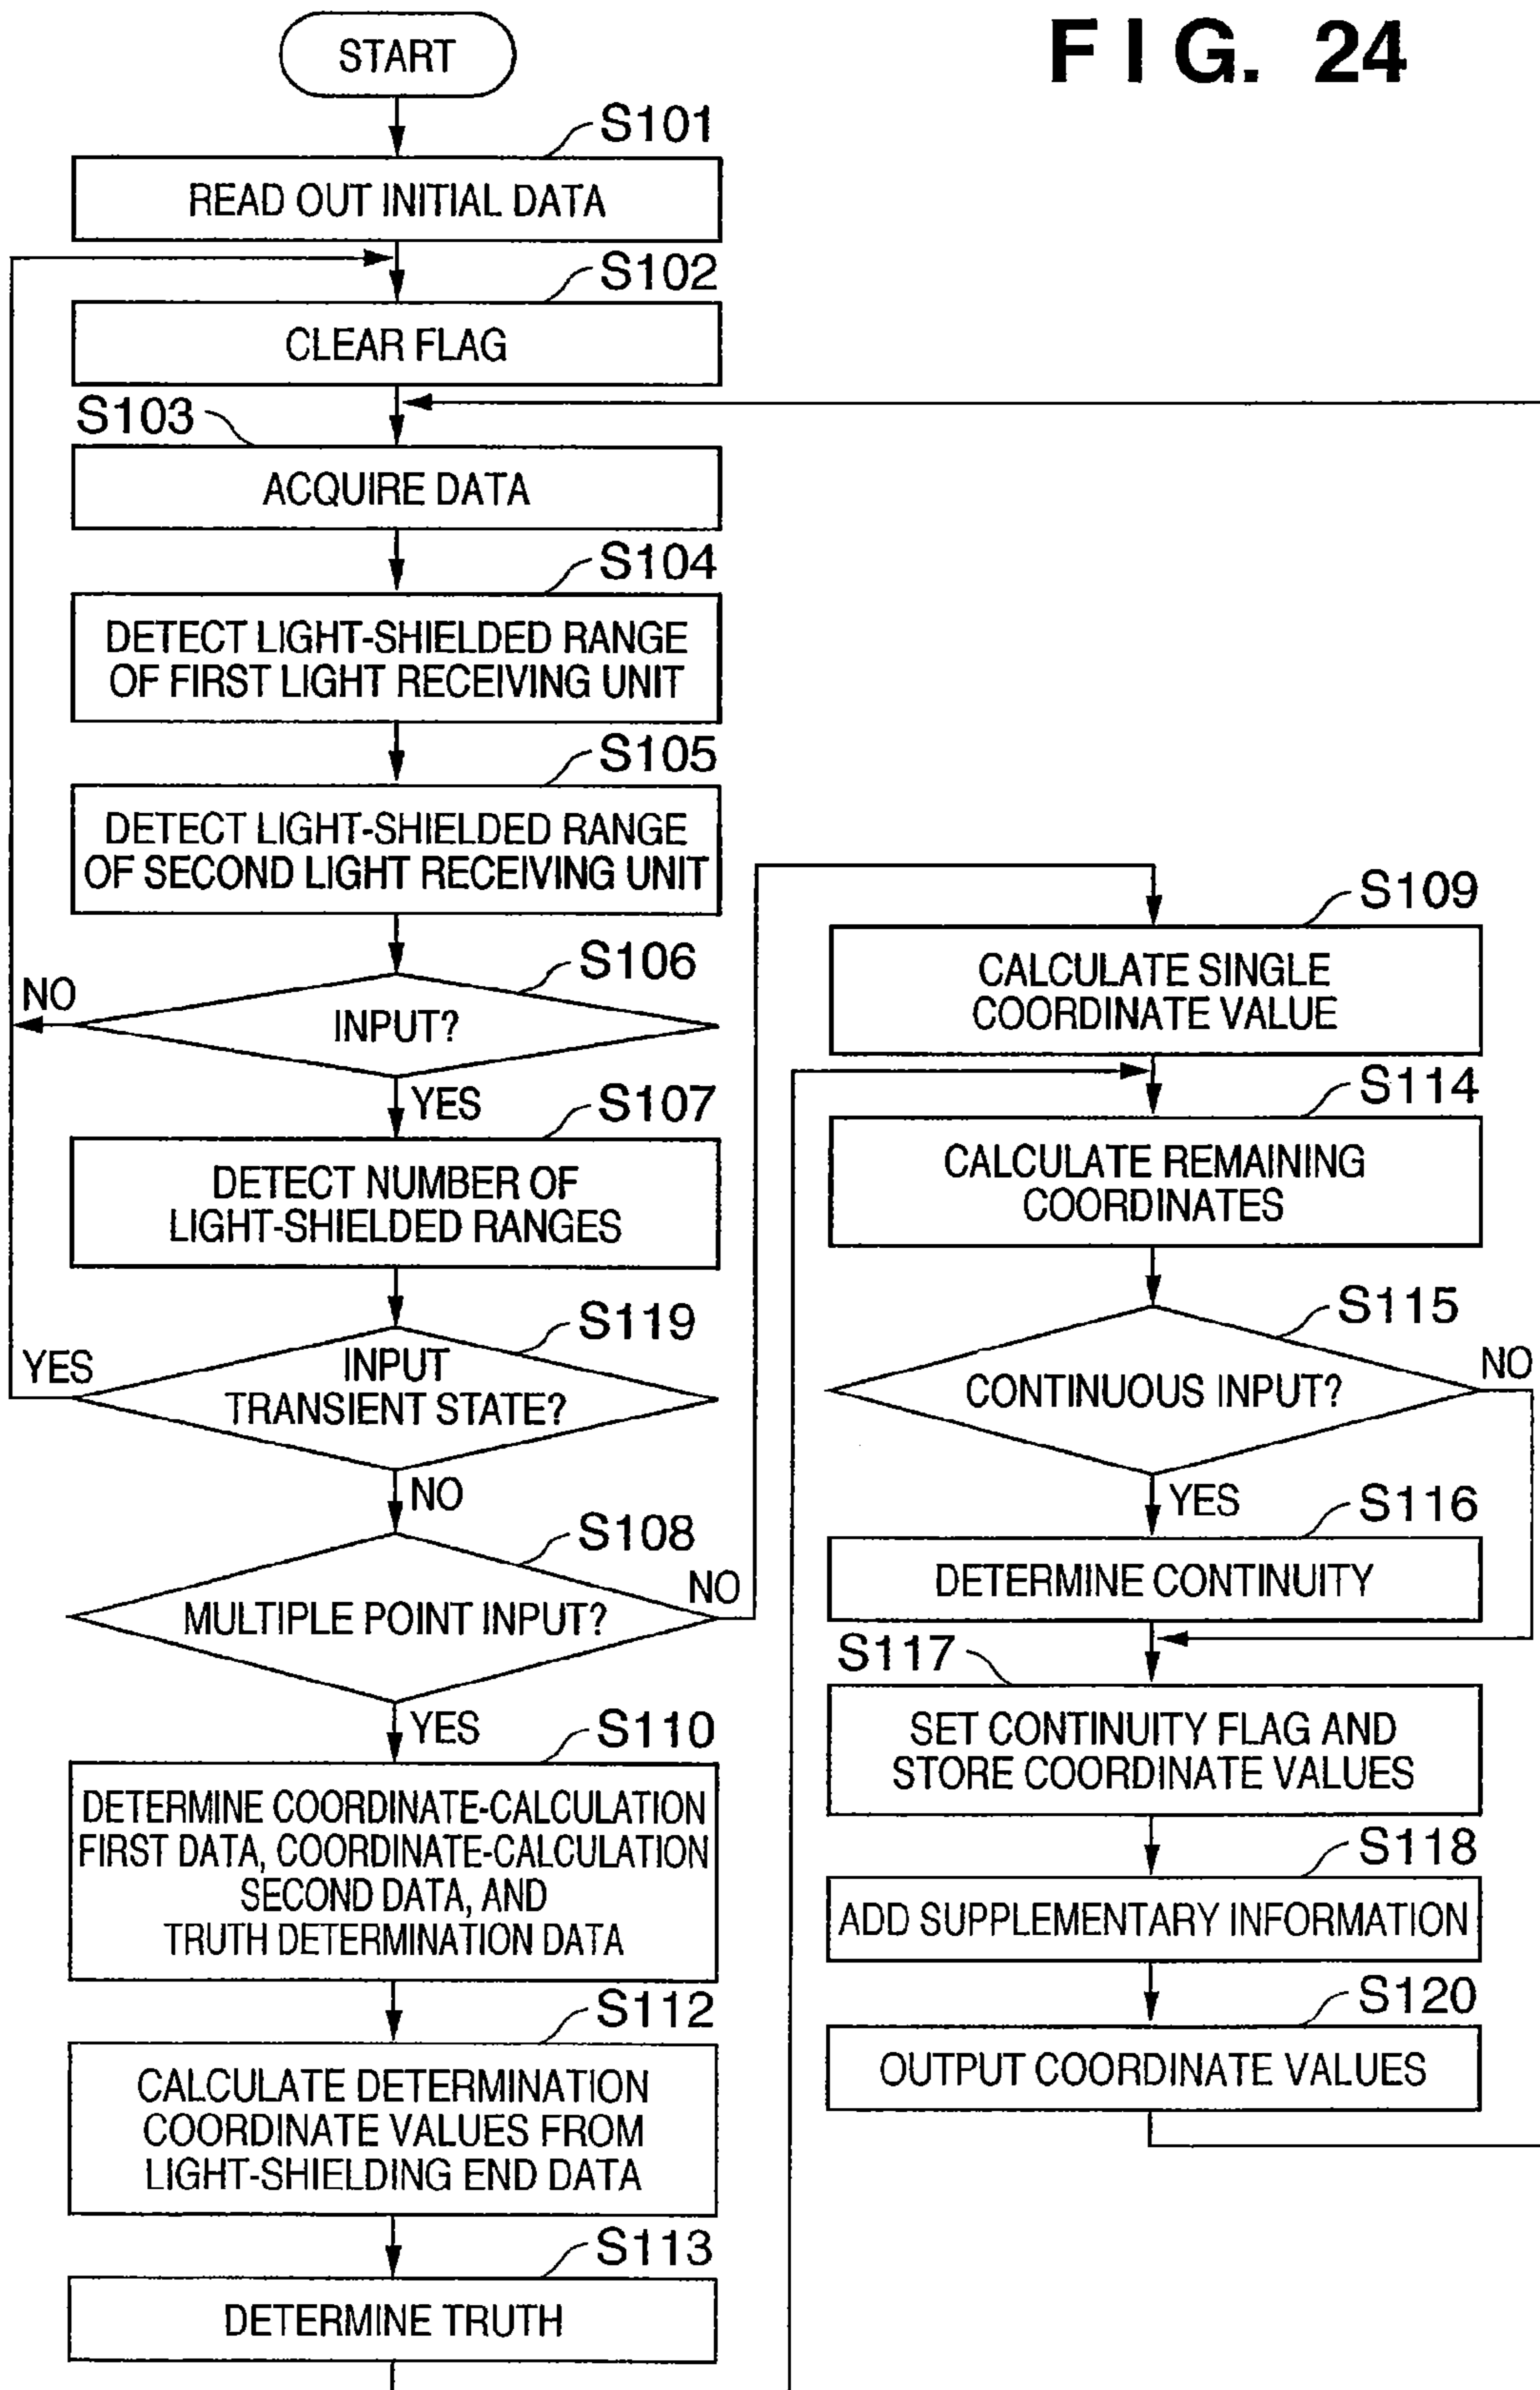 FIG. 24
START
S101
READ OUT INITIAL DATA
S102
CLEAR FLAG
S103
ACQUIRE DATA
S104
DETECT LIGHT-SHIELDED RANGE
OF FIRST LIGHT RECEIVING UNIT
S105
DETECT LIGHT-SHIELDED RANGE
OF SECOND LIGHT RECEIVING UNIT
S106
NO
INPUT?
YES
S107
DETECT NUMBER OF
LIGHT-SHIELDED RANGES
S119
YES
INPUT
TRANSIENT STATE?
NO
S108
NO
MULTIPLE POINT INPUT?
YES
S110
DETERMINE COORDINATE-CALCULATION
FIRST DATA, COORDINATE-CALCULATION
SECOND DATA, AND
TRUTH DETERMINATION DATA
S112
CALCULATE DETERMINATION
COORDINATE VALUES FROM
LIGHT-SHIELDING END DATA
S113
DETERMINE TRUTH
S109
CALCULATE SINGLE
COORDINATE VALUE
S114
CALCULATE REMAINING
COORDINATES
S115
NO
CONTINUOUS INPUT?
YES
S116
DETERMINE CONTINUITY
S117
SET CONTINUITY FLAG AND
STORE COORDINATE VALUES
S118
ADD SUPPLEMENTARY INFORMATION
S120
OUTPUT COORDINATE VALUES